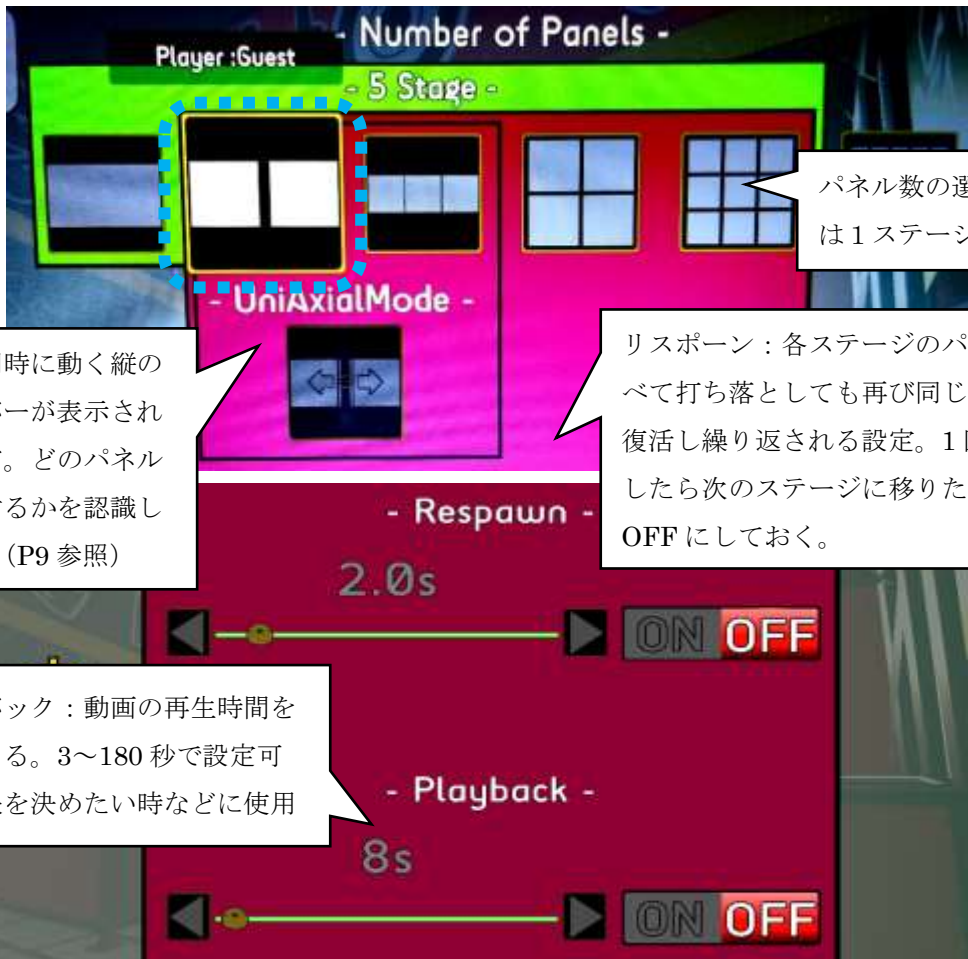 - Number of Panels -
Player :Guest
- 5 Stage -
パネル数の選
は１ステージ
- UniAxialMode -
時に動く縦の
ーが表示され
。どのパネル
るかを認識し
（P9 参照）
リスポーン：各ステージのパ
べて打ち落としても再び同じ
復活し繰り返される設定。1
したら次のステージに移りた
OFF にしておく。
- Respawn -
2.0s
ON OFF
ック：動画の再生時間を
る。3～180 秒で設定可
を決めたい時などに使用
- Playback -
8s
ON OFF